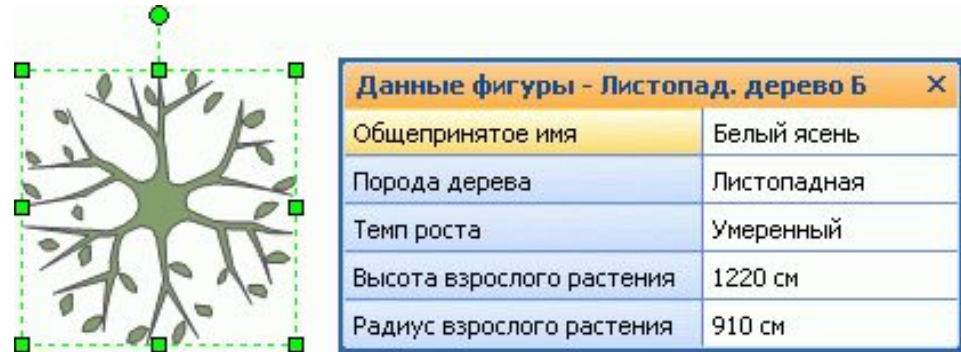 Данные фигуры - Листопад. дерево Б
Общепринятое имя Белый ясень
Порода дерева Листопадная
Темп роста Умеренный
Высота взрослого растения 1220 см
Радиус взрослого растения 910 см